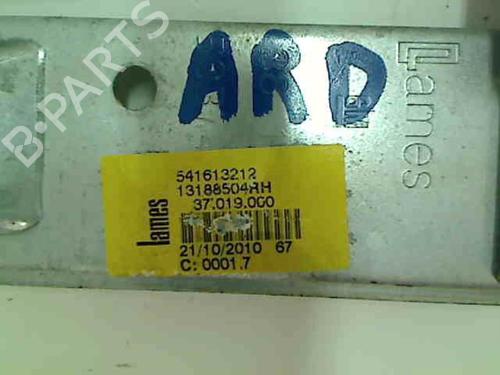 B-PARTS
ARD
Lames
lames
541613212
13188504RH
37.019.000
21/10/2010 67
C: 0001.7